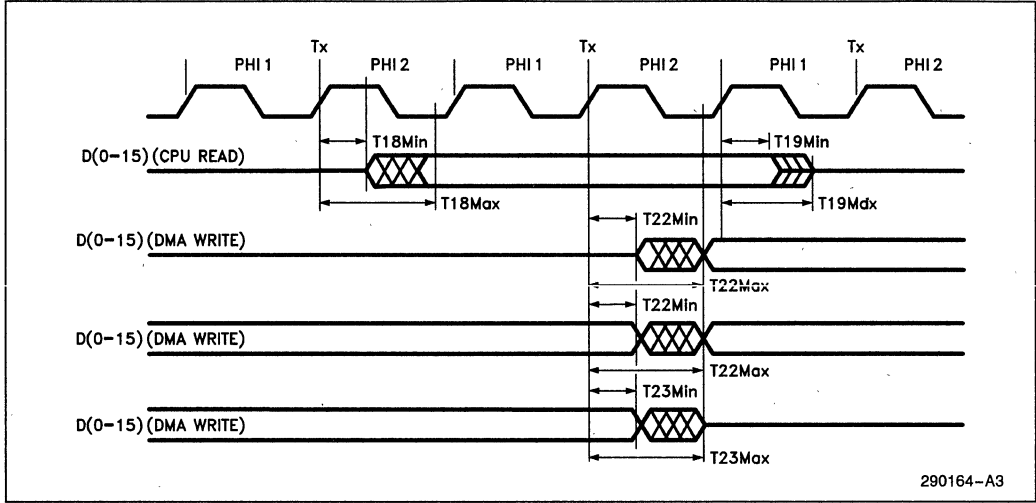 Tx Tx Tx
PHI 1 PHI 2 PHI 1 PHI 2 PHI 1 PHI 2
T18Min T19Min
D(0-15) (CPU READ)
T18Max T19Mdx
T22Min
D(0-15) (DMA WRITE)
T22Max
T22Min
D(0-15) (DMA WRITE)
T22Max
T23Min
D(0-15) (DMA WRITE)
T23Max
290164-A3